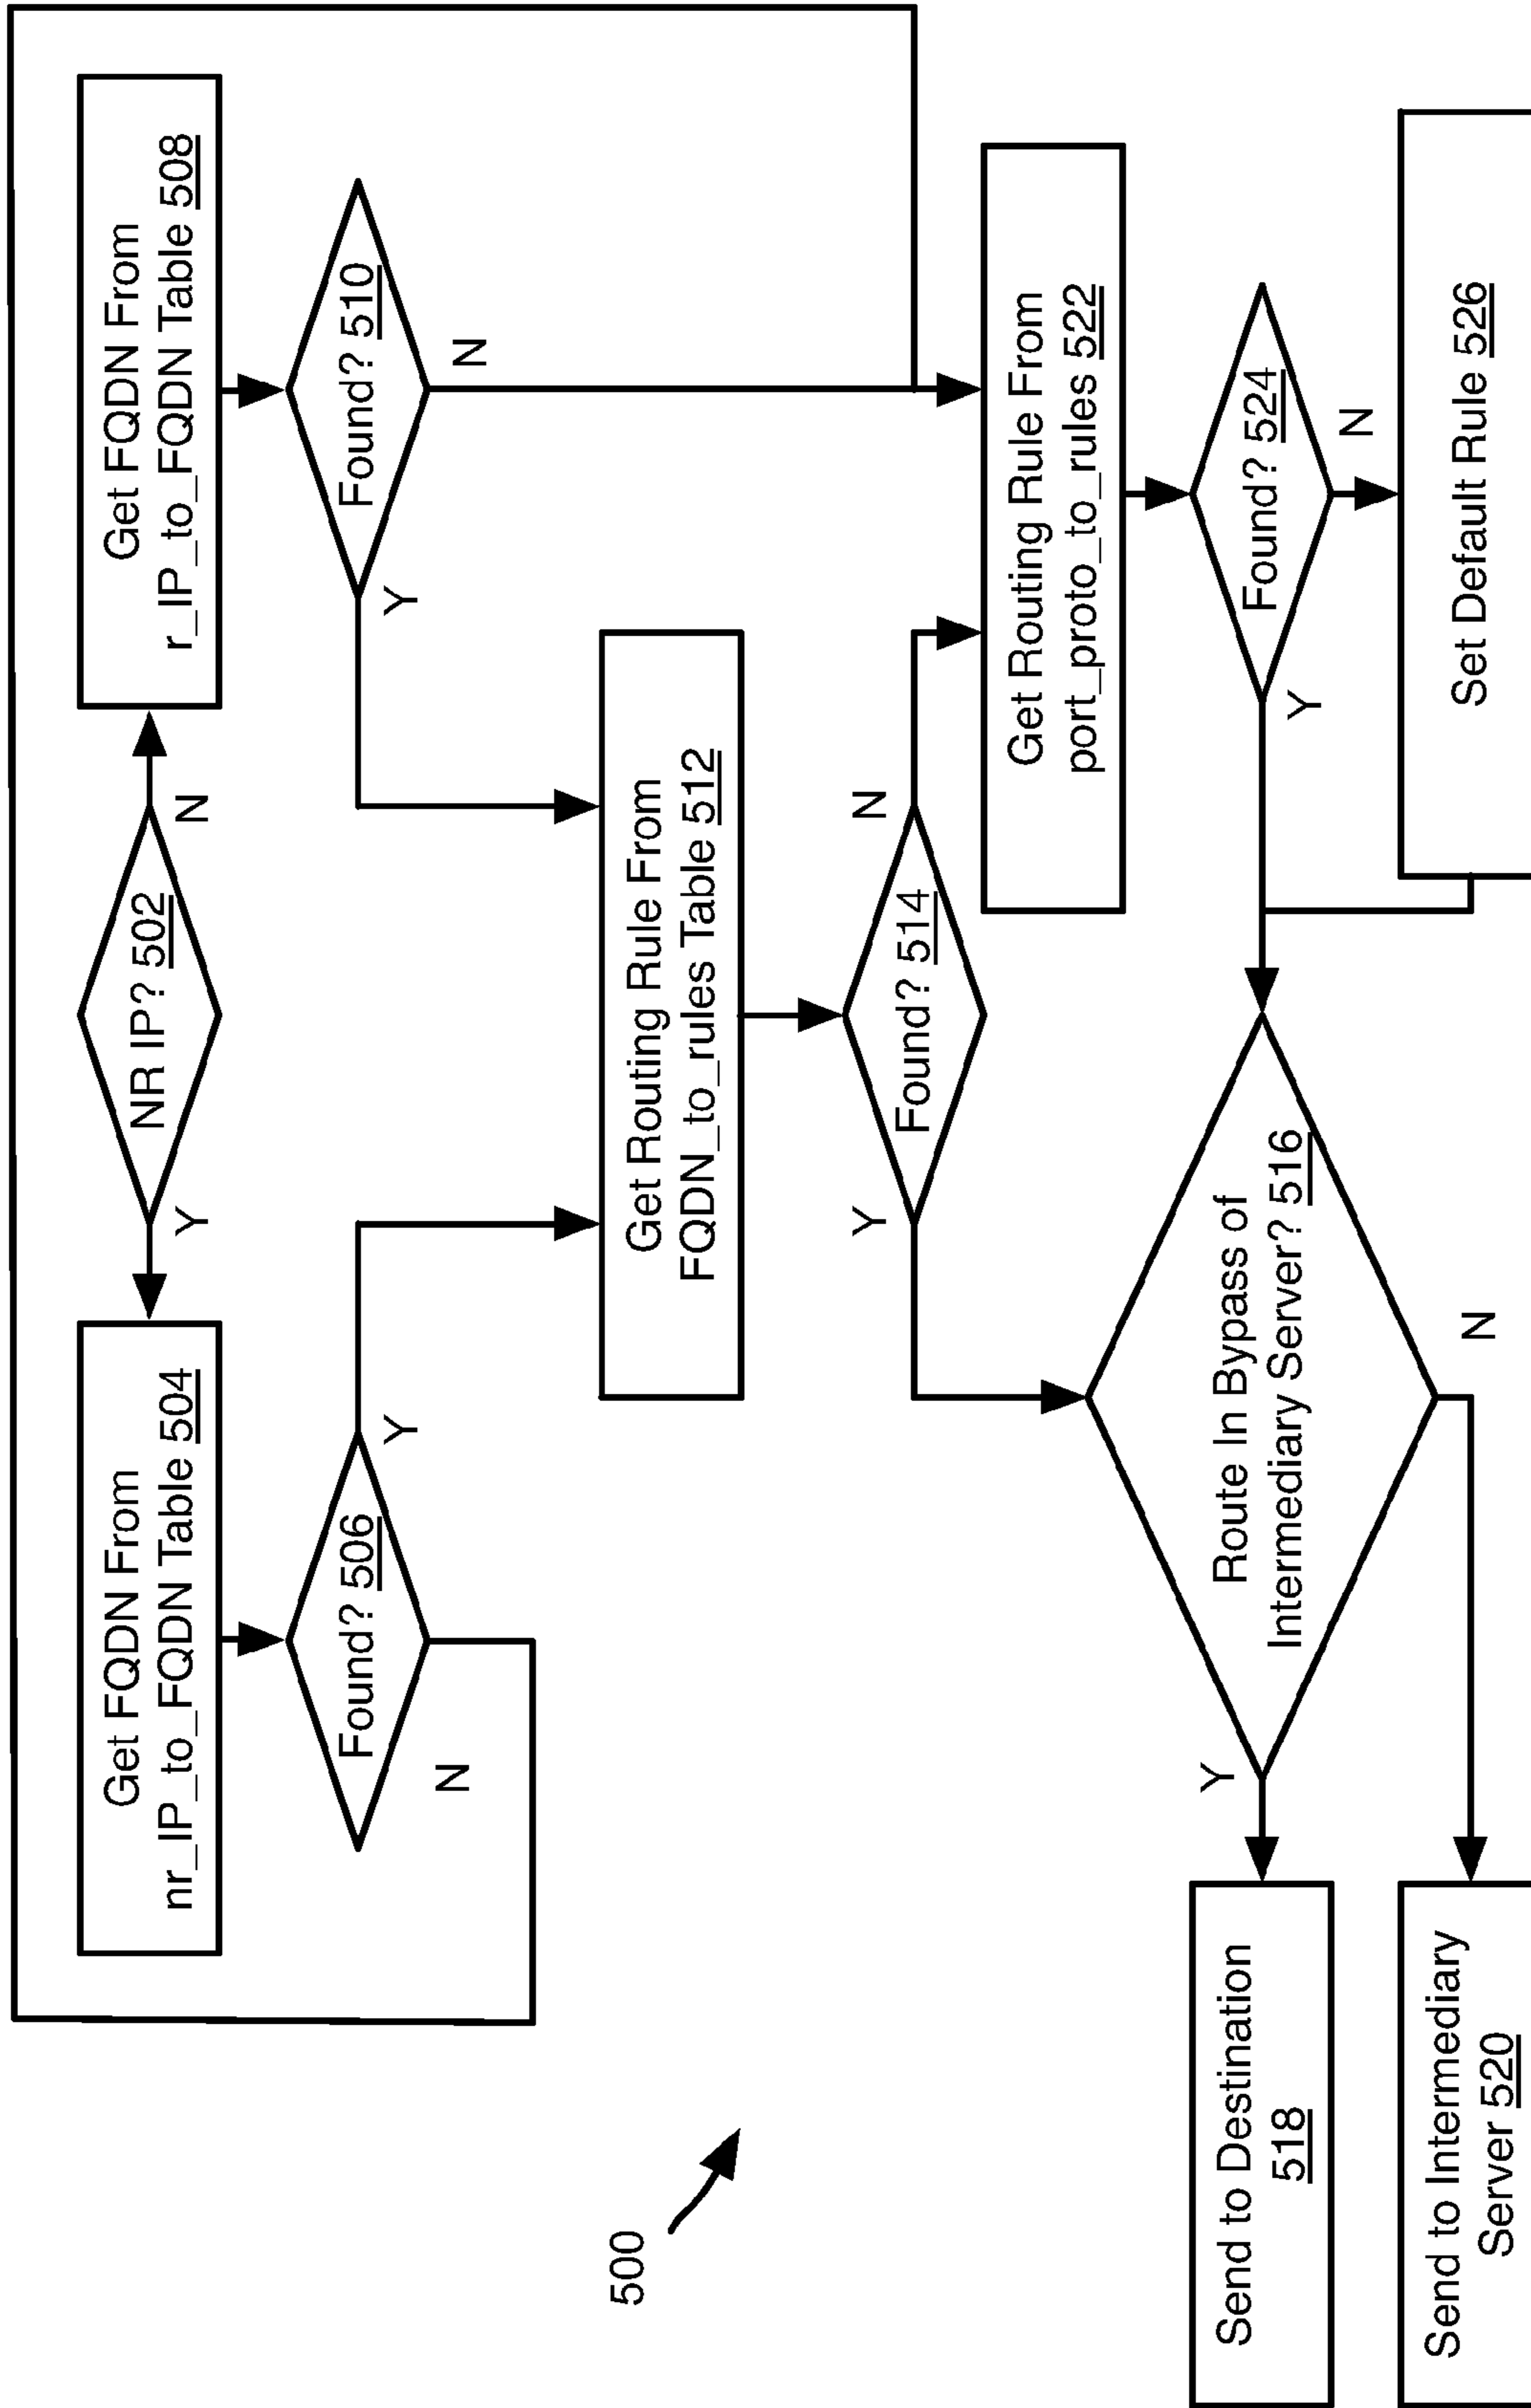 NR IP? 502
Y
N
Get FQDN From
nr_IP_to_FQDN Table 504
Get FQDN From
r_IP_to_FQDN Table 508
Found? 506
Y
N
Found? 510
Y
N
Get Routing Rule From
FQDN_to_rules Table 512
Found? 514
Y
N
Get Routing Rule From
port_proto_to_rules 522
Found? 524
Y
N
Set Default Rule 526
Route In Bypass of
Intermediary Server? 516
Y
N
Send to Destination
518
Send to Intermediary
Server 520
500